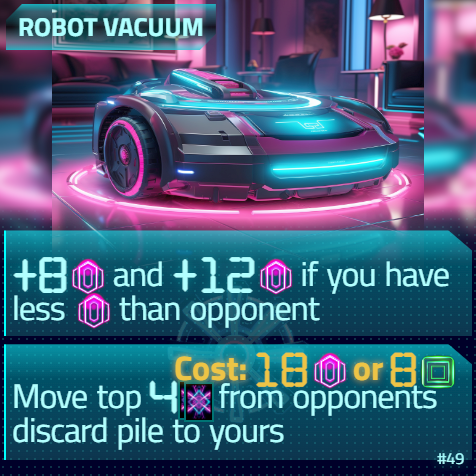 ROBOT VACUUM
+8 and +12 if you have
less than opponent
Cost: 18 or 8
Move top 4 from opponents
discard pile to yours
#49